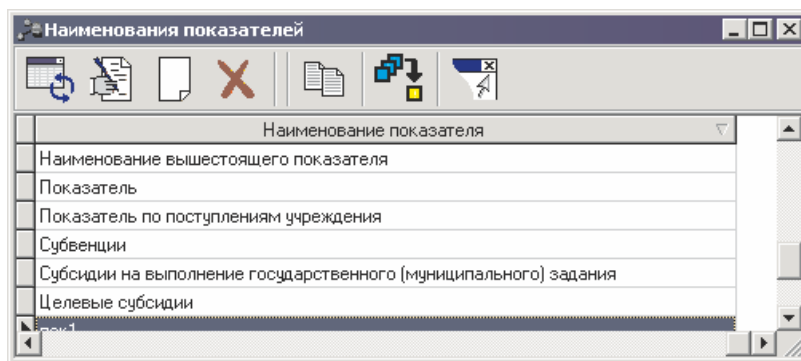 Наименования показателей
Наименование показателя
Наименование вышестоящего показателя
Показатель
Показатель по поступлениям учреждения
Субвенции
Субсидии на выполнение государственного (муниципального) задания
Целевые субсидии
пок1